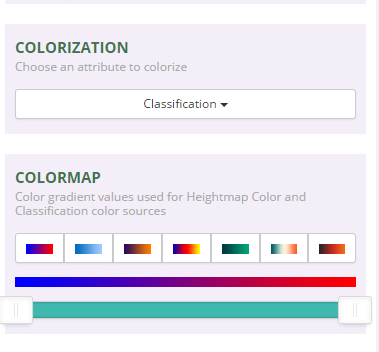 COLORIZATION
Choose an attribute to colorize
Classification
COLORMAP
Color gradient values used for Heightmap Color and
Classification color sources